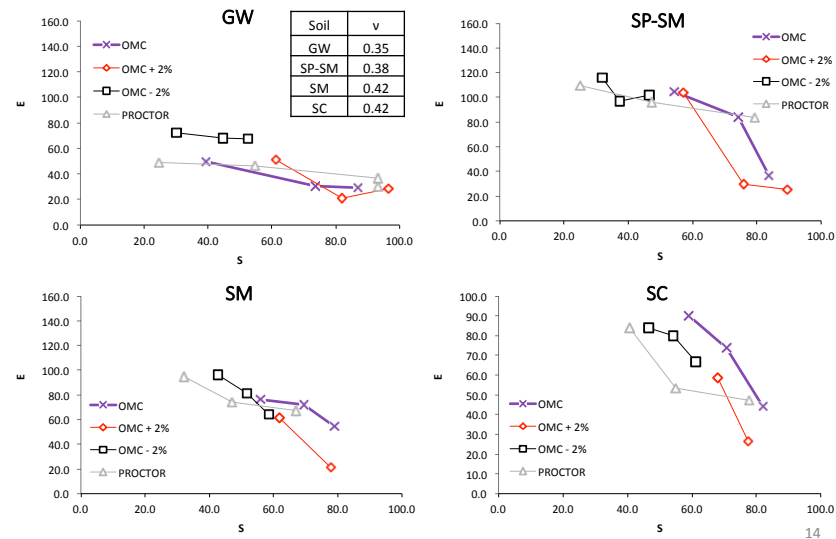 GW
160.0
140.0
120.0
100.0
80.0
60.0
40.0
20.0
0.0
E
OMC
OMC + 2%
OMC - 2%
PROCTOR
0.0 20.0 40.0 60.0 80.0 100.0
S
Soil ν
GW 0.35
SP-SM 0.38
SM 0.42
SC 0.42
SP-SM
160.0
140.0
120.0
100.0
80.0
60.0
40.0
20.0
0.0
E
OMC
OMC + 2%
OMC - 2%
PROCTOR
0.0 20.0 40.0 60.0 80.0 100.0
S
SM
160.0
140.0
120.0
100.0
80.0
60.0
40.0
20.0
0.0
E
OMC
OMC + 2%
OMC - 2%
PROCTOR
0.0 20.0 40.0 60.0 80.0 100.0
S
SC
100.0
90.0
80.0
70.0
60.0
50.0
40.0
30.0
20.0
10.0
0.0
E
OMC
OMC + 2%
OMC - 2%
PROCTOR
0.0 20.0 40.0 60.0 80.0 100.0
S
14